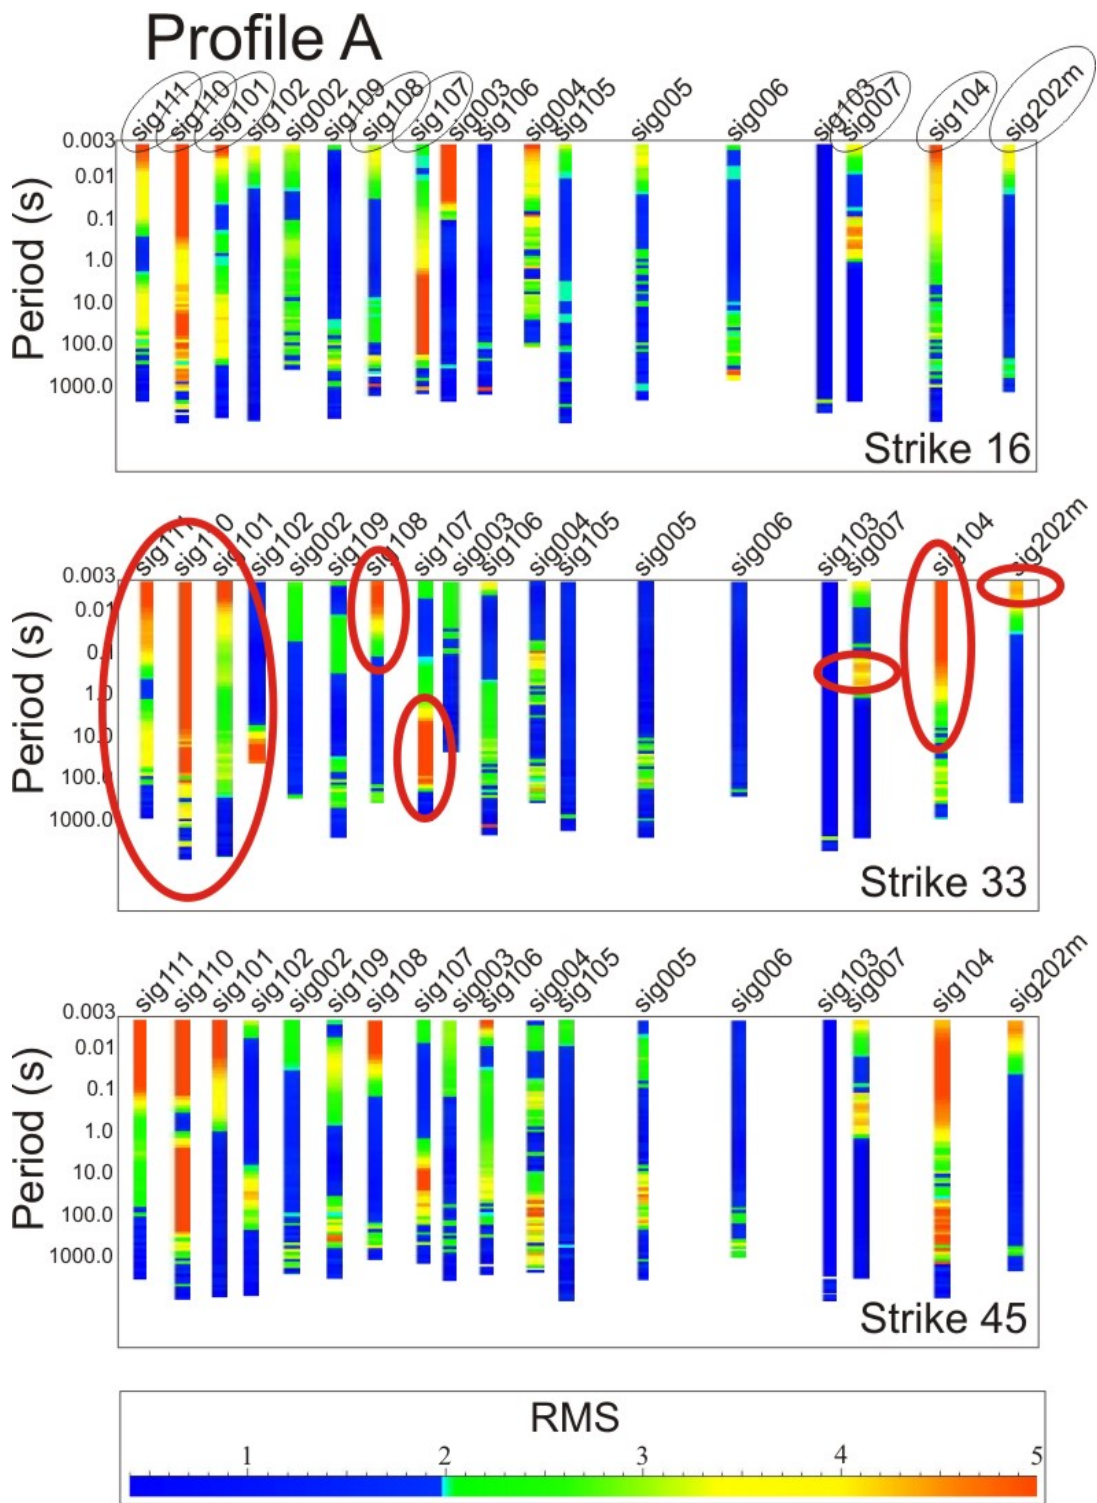 Profile A
sig111 sig110 sig101 sig102 sig002 sig109 sig108 sig107 sig003 sig106 sig004 sig105 sig005 sig006 sig103 sig007 sig104 sig202m
Period (s)
0.003
0.01
0.1
1.0
10.0
100.0
1000.0
Strike 16
sig111 sig110 sig101 sig102 sig002 sig109 sig108 sig107 sig003 sig106 sig004 sig105 sig005 sig006 sig103 sig007 sig104 sig202m
Period (s)
0.003
0.01
0.1
1.0
10.0
100.0
1000.0
Strike 33
sig111 sig110 sig101 sig102 sig002 sig109 sig108 sig107 sig003 sig106 sig004 sig105 sig005 sig006 sig103 sig007 sig104 sig202m
Period (s)
0.003
0.01
0.1
1.0
10.0
100.0
1000.0
Strike 45
RMS
1 2 3 4 5